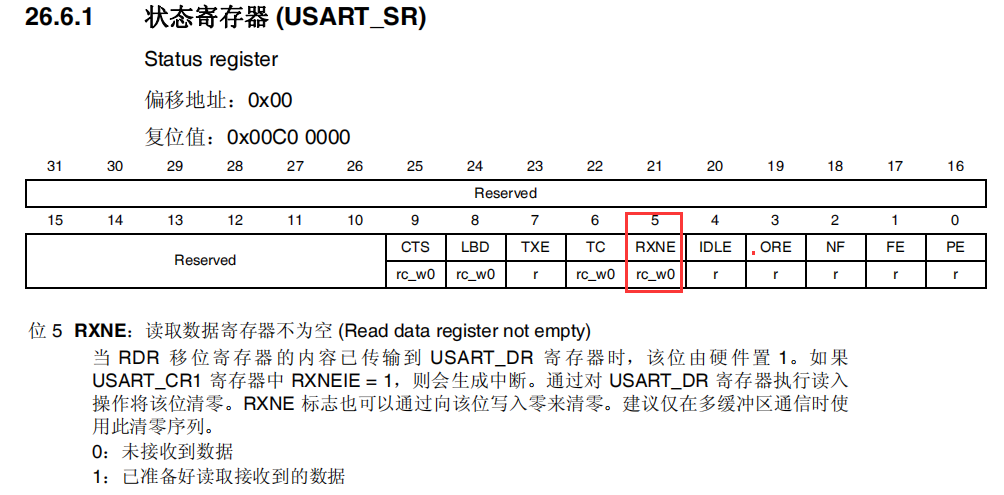 26.6.1 状态寄存器 (USART_SR)
Status register
偏移地址：0x00
复位值：0x00C0 0000
31 30 29 28 27 26 25 24 23 22 21 20 19 18 17 16
Reserved
15 14 13 12 11 10 9 8 7 6 5 4 3 2 1 0
Reserved CTS LBD TXE TC RXNE IDLE ORE NF FE PE
rc_w0 rc_w0 r rc_w0 rc_w0 r r r r r
位 5 RXNE：读取数据寄存器不为空 (Read data register not empty)
当 RDR 移位寄存器的内容已传输到 USART_DR 寄存器时，该位由硬件置 1。如果
USART_CR1 寄存器中 RXNEIE = 1，则会生成中断。通过对 USART_DR 寄存器执行读入
操作将该位清零。RXNE 标志也可以通过向该位写入零来清零。建议仅在多缓冲区通信时使
用此清零序列。
0：未接收到数据
1：已准备好读取接收到的数据